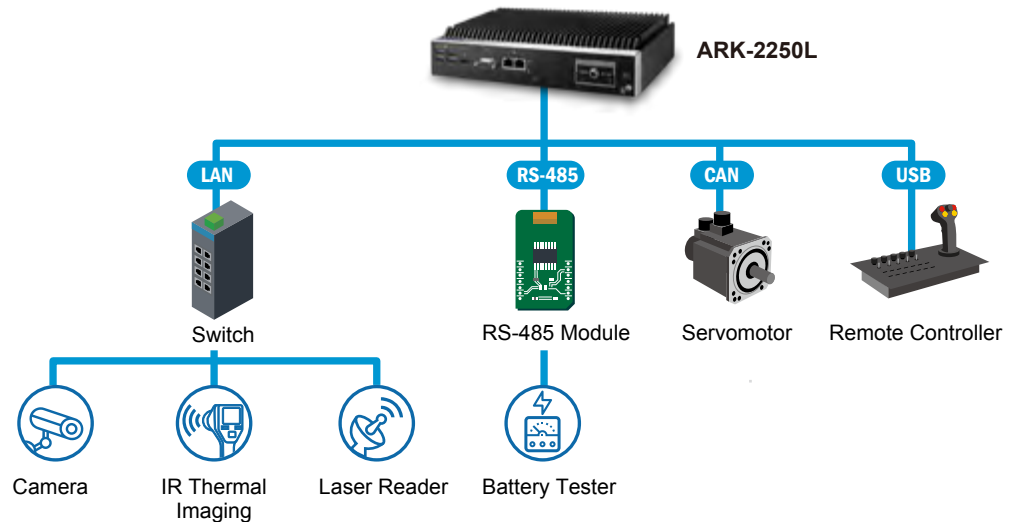 ARK-2250L
LAN
RS-485
CAN
USB
Switch
RS-485 Module
Servomotor
Remote Controller
Camera
IR Thermal
Imaging
Laser Reader
Battery Tester